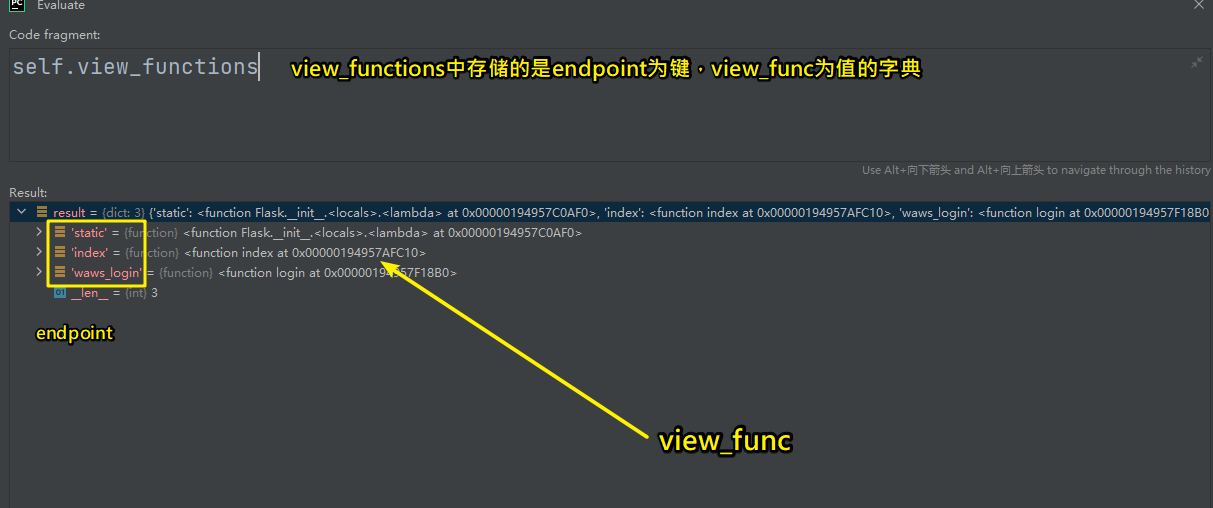 PC Evaluate
Code fragment:
self.view_functions
view_functions中存储的是endpoint为键，view_func为值的字典
Use Alt+向下箭头 and Alt+向上箭头 to navigate through the history
Result:
result = {dict: 3} {'static': <function Flask.__init__.<locals>.<lambda> at 0x00000194957C0AF0>, 'index': <function index at 0x00000194957AFC10>, 'waws_login': <function login at 0x00000194957F18B0
'static' = {function} <function Flask.__init__.<locals>.<lambda> at 0x00000194957C0AF0>
'index' = {function} <function index at 0x00000194957AFC10>
'waws_login' = {function} <function login at 0x00000194957F18B0>
01 __len__ = {int} 3
endpoint
view_func